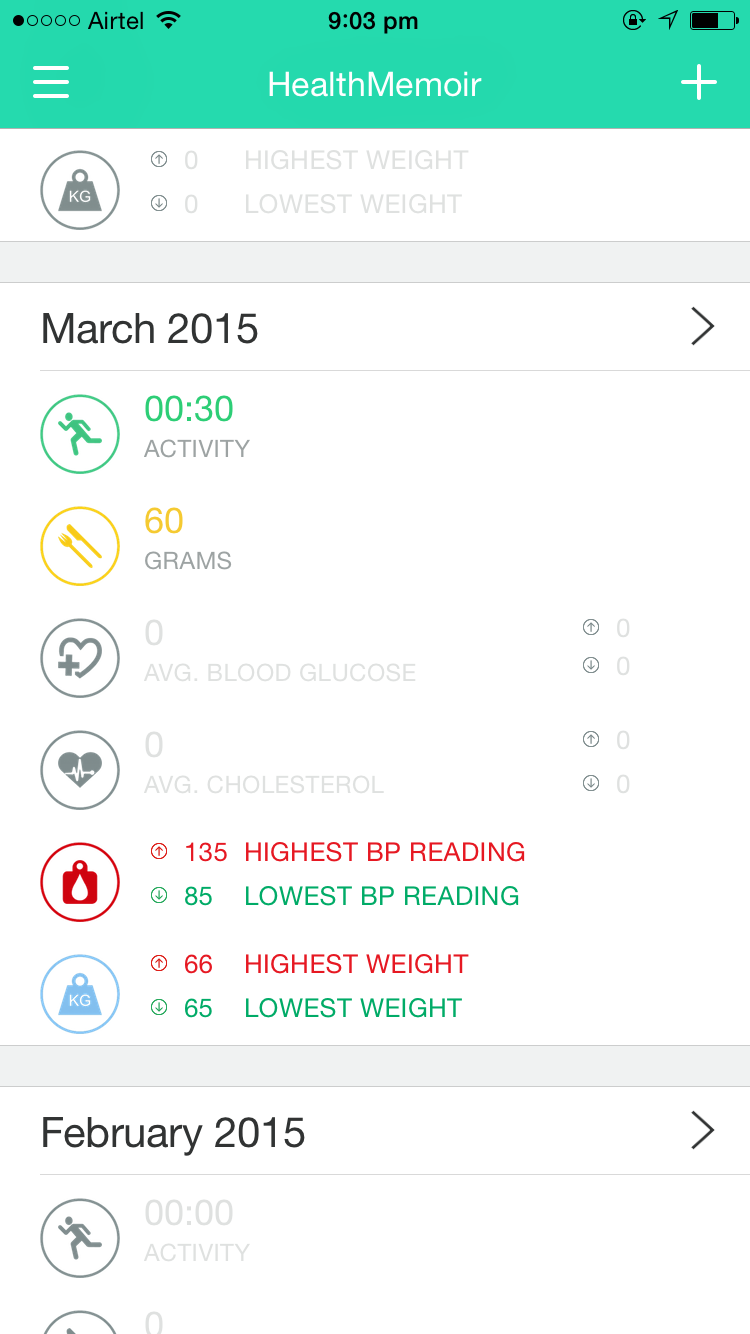 Airtel 9:03 pm
HealthMemoir
0 HIGHEST WEIGHT
KG
0 LOWEST WEIGHT
March 2015
00:30
ACTIVITY
60
GRAMS
0 0
AVG. BLOOD GLUCOSE 0
0 0
AVG. CHOLESTEROL 0
135 HIGHEST BP READING
85 LOWEST BP READING
66 HIGHEST WEIGHT
KG
65 LOWEST WEIGHT
February 2015
00:00
ACTIVITY
0